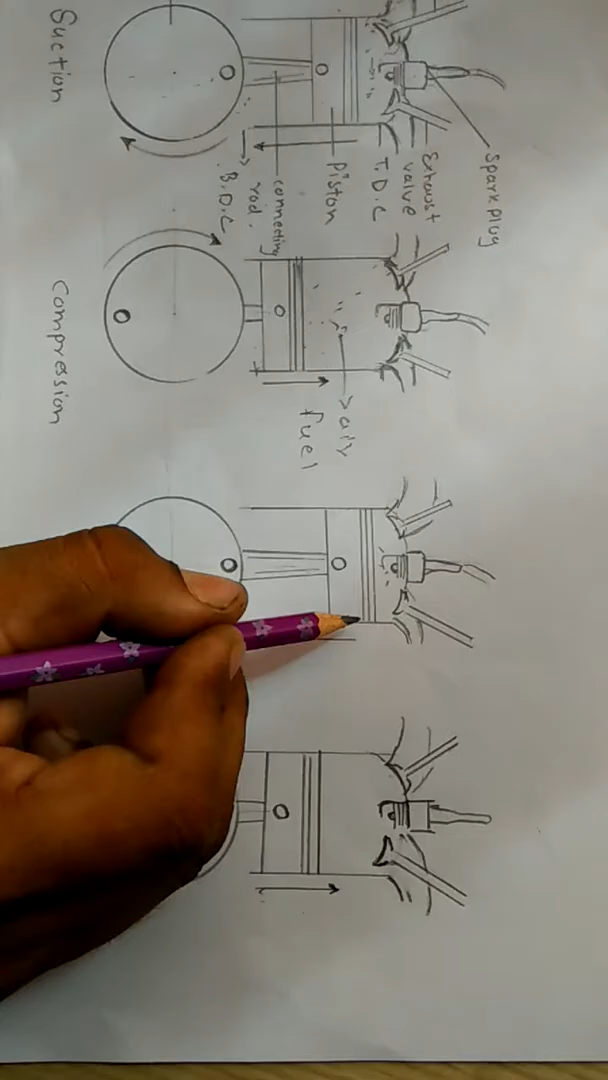 Spark plug
Exhaust
valve
T.D.C
Piston
connecting
rod.
B.D.C
Suction
air
fuel
Compression